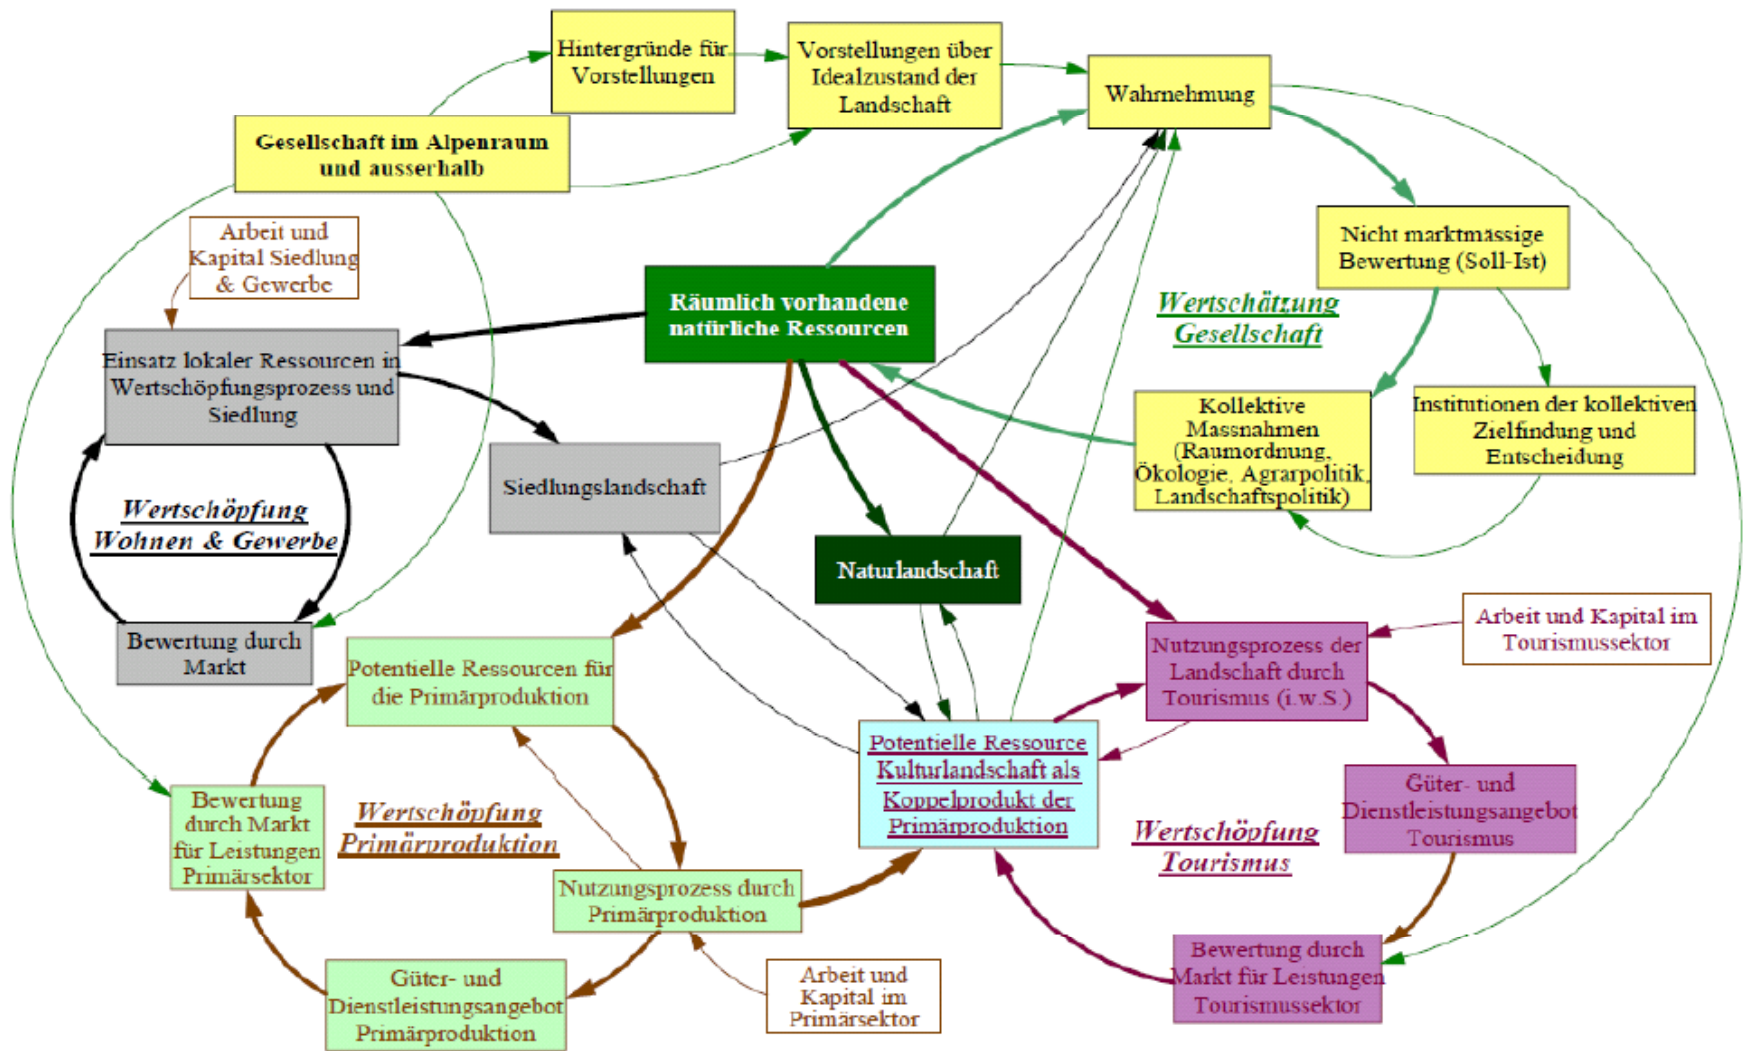 Hintergründe für
Vorstellungen
Vorstellungen über
Idealzustand der
Landschaft
Wahrnehmung
Gesellschaft im Alpenraum
und ausserhalb
Arbeit und
Kapital Siedlung
& Gewerbe
Nicht marktmässige
Bewertung (Soll-Ist)
Räumlich vorhandene
natürliche Ressourcen
Wertschätzung
Gesellschaft
Einsatz lokaler Ressourcen in
Wertschöpfungsprozess und
Siedlung
Kollektive
Massnahmen
(Raumordnung,
Ökologie, Agrarpolitik,
Landschaftspolitik)
Institutionen der kollektiven
Zielfindung und
Entscheidung
Siedlungslandschaft
Wertschöpfung
Wohnen & Gewerbe
Naturlandschaft
Bewertung durch
Markt
Potentielle Ressourcen für
die Primärproduktion
Nutzungsprozess der
Landschaft durch
Tourismus (i.w.S.)
Arbeit und Kapital im
Tourismussektor
Potentielle Ressource
Kulturlandschaft als
Koppelprodukt der
Primärproduktion
Bewertung
durch Markt
für Leistungen
Primärsektor
Wertschöpfung
Primärproduktion
Wertschöpfung
Tourismus
Güter- und
Dienstleistungsangebot
Tourismus
Nutzungsprozess durch
Primärproduktion
Güter- und
Dienstleistungsangebot
Primärproduktion
Arbeit und
Kapital im
Primärsektor
Bewertung durch
Markt für Leistungen
Tourismussektor